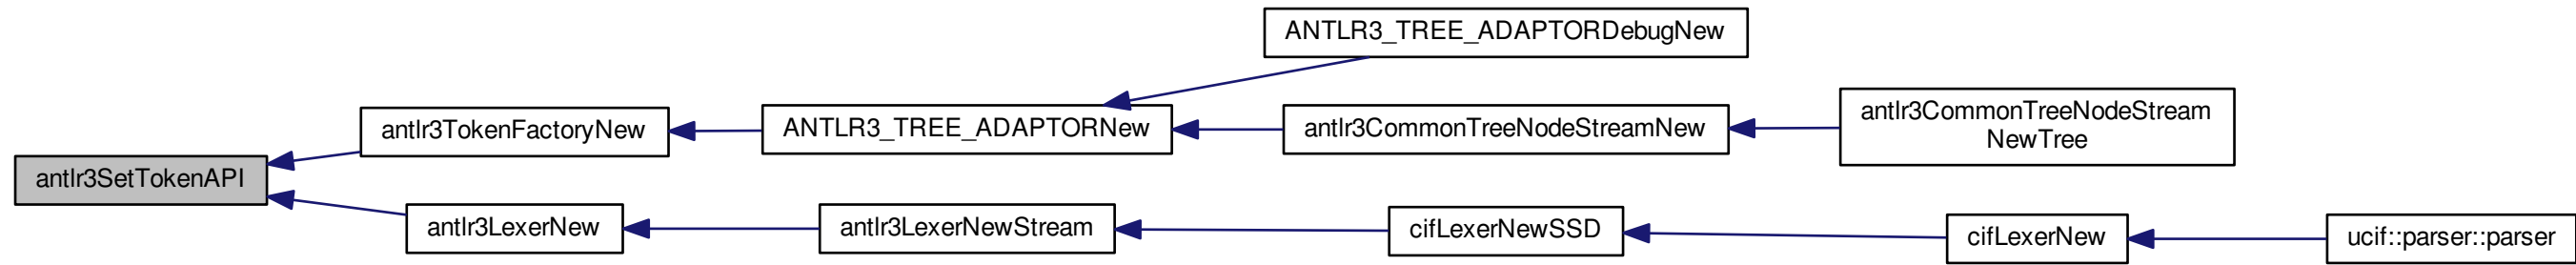 ANTLR3_TREE_ADAPTORDebugNew
antlr3CommonTreeNodeStream
NewTree
antlr3TokenFactoryNew
ANTLR3_TREE_ADAPTORNew
antlr3CommonTreeNodeStreamNew
antlr3SetTokenAPI
antlr3LexerNew
antlr3LexerNewStream
cifLexerNewSSD
cifLexerNew
ucif::parser::parser